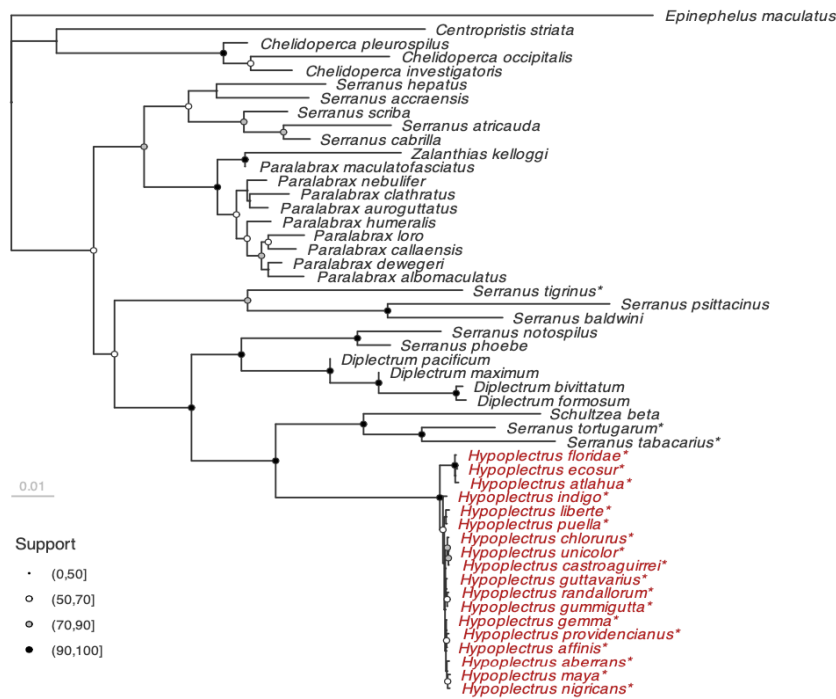 Epinephelus maculatus
Centropristis striata
Chelidoperca pleurospilus
Chelidoperca occipitalis
Chelidoperca investigatoris
Serranus hepatus
Serranus accraensis
Serranus scriba
Serranus atricauda
Serranus cabrilla
Zalanthias kelloggi
Paralabrax maculatofasciatus
Paralabrax nebulifer
Paralabrax clathratus
Paralabrax auroguttatus
Paralabrax humeralis
Paralabrax loro
Paralabrax callaensis
Paralabrax dewegeri
Paralabrax albomaculatus
Serranus tigrinus*
Serranus psittacinus
Serranus baldwini
Serranus notospilus
Serranus phoebe
Diplectrum pacificum
Diplectrum maximum
Diplectrum bivittatum
Diplectrum formosum
Schultzea beta
Serranus tortugarum*
Serranus tabacarius*
Hypoplectrus floridae*
Hypoplectrus ecosur*
Hypoplectrus atlahua*
Hypoplectrus indigo*
Hypoplectrus liberte*
Hypoplectrus puella*
Hypoplectrus chlorurus*
Hypoplectrus unicolor*
Hypoplectrus castroaguirrei*
Hypoplectrus guttavarius*
Hypoplectrus randallorum*
Hypoplectrus gummigutta*
Hypoplectrus gemma*
Hypoplectrus providencianus*
Hypoplectrus affinis*
Hypoplectrus aberrans*
Hypoplectrus maya*
Hypoplectrus nigricans*
0.01
Support
(0,50]
(50,70]
(70,90]
(90,100]